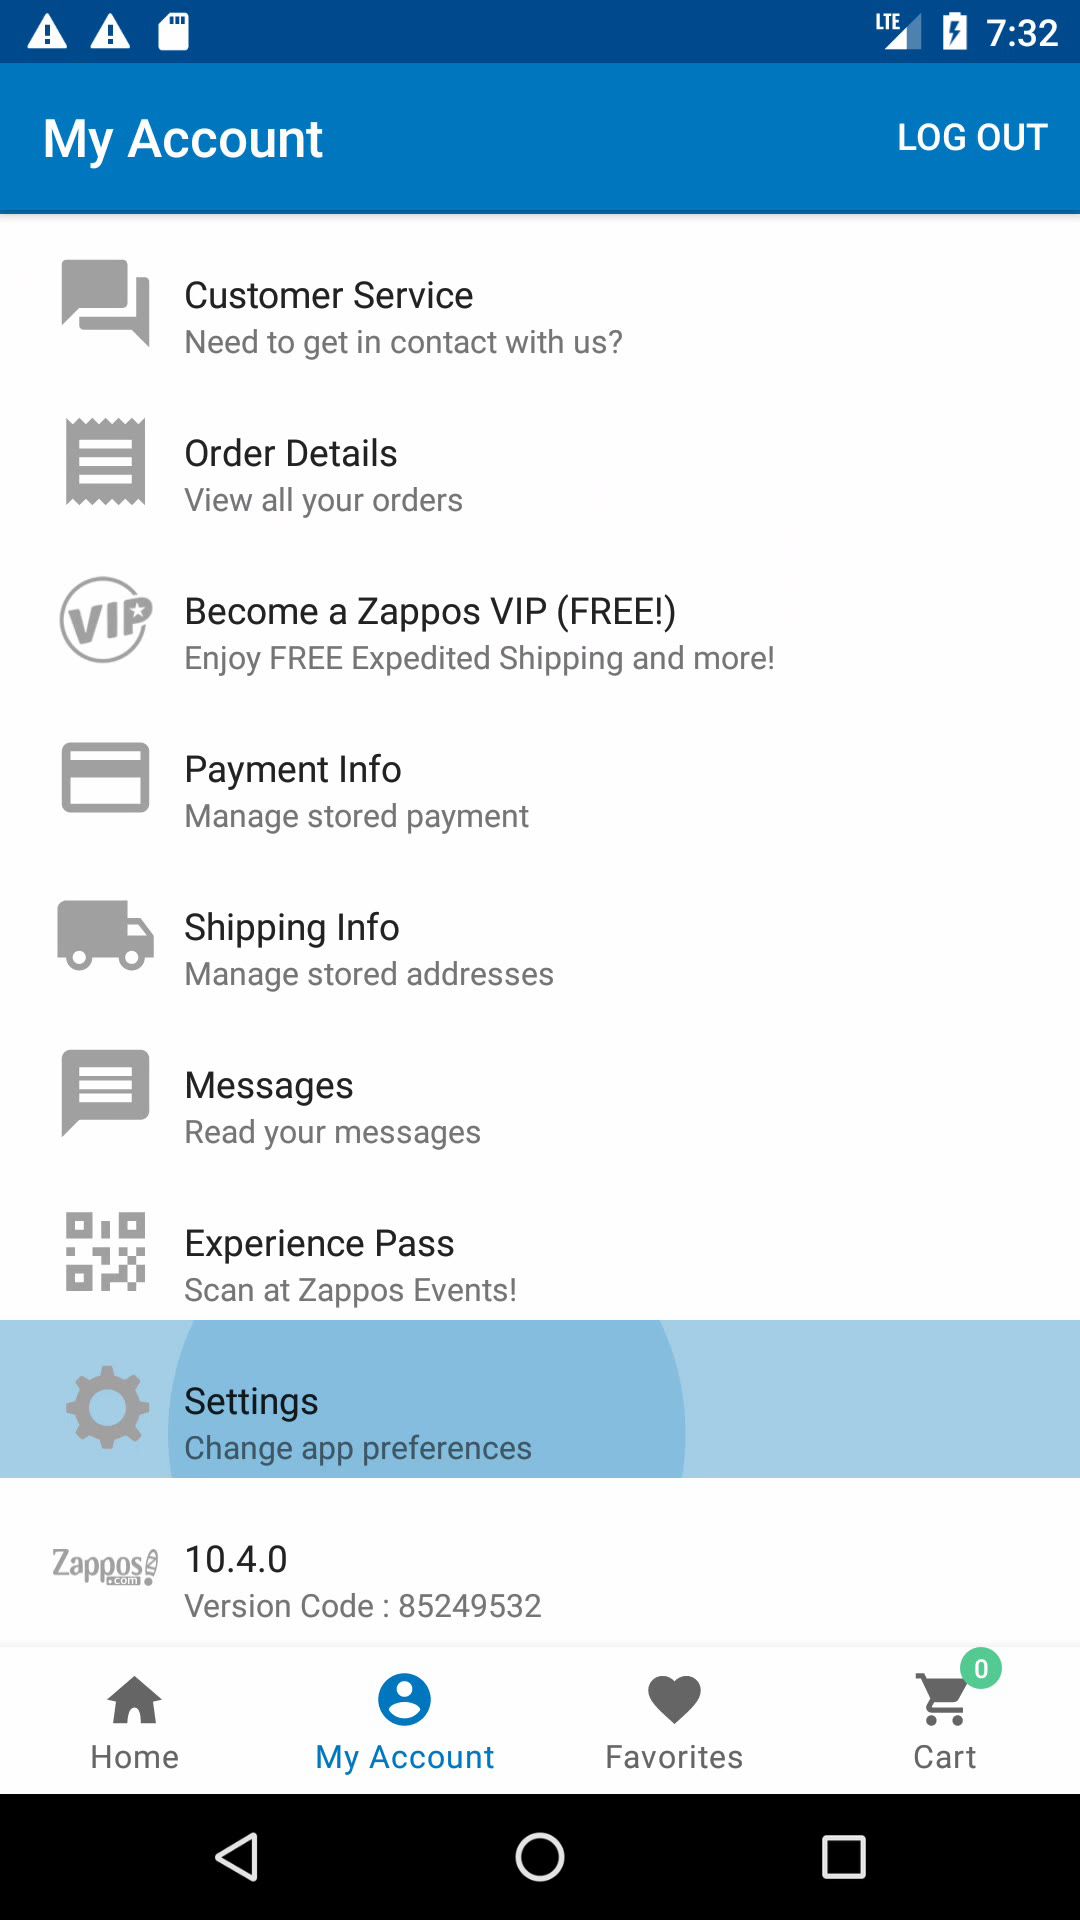 LTE 7:32
My Account LOG OUT
Customer Service
Need to get in contact with us?
Order Details
View all your orders
VIP
Become a Zappos VIP (FREE!)
Enjoy FREE Expedited Shipping and more!
Payment Info
Manage stored payment
Shipping Info
Manage stored addresses
Messages
Read your messages
Experience Pass
Scan at Zappos Events!
Settings
Change app preferences
Zappos
.com
10.4.0
Version Code : 85249532
0
Home My Account Favorites Cart